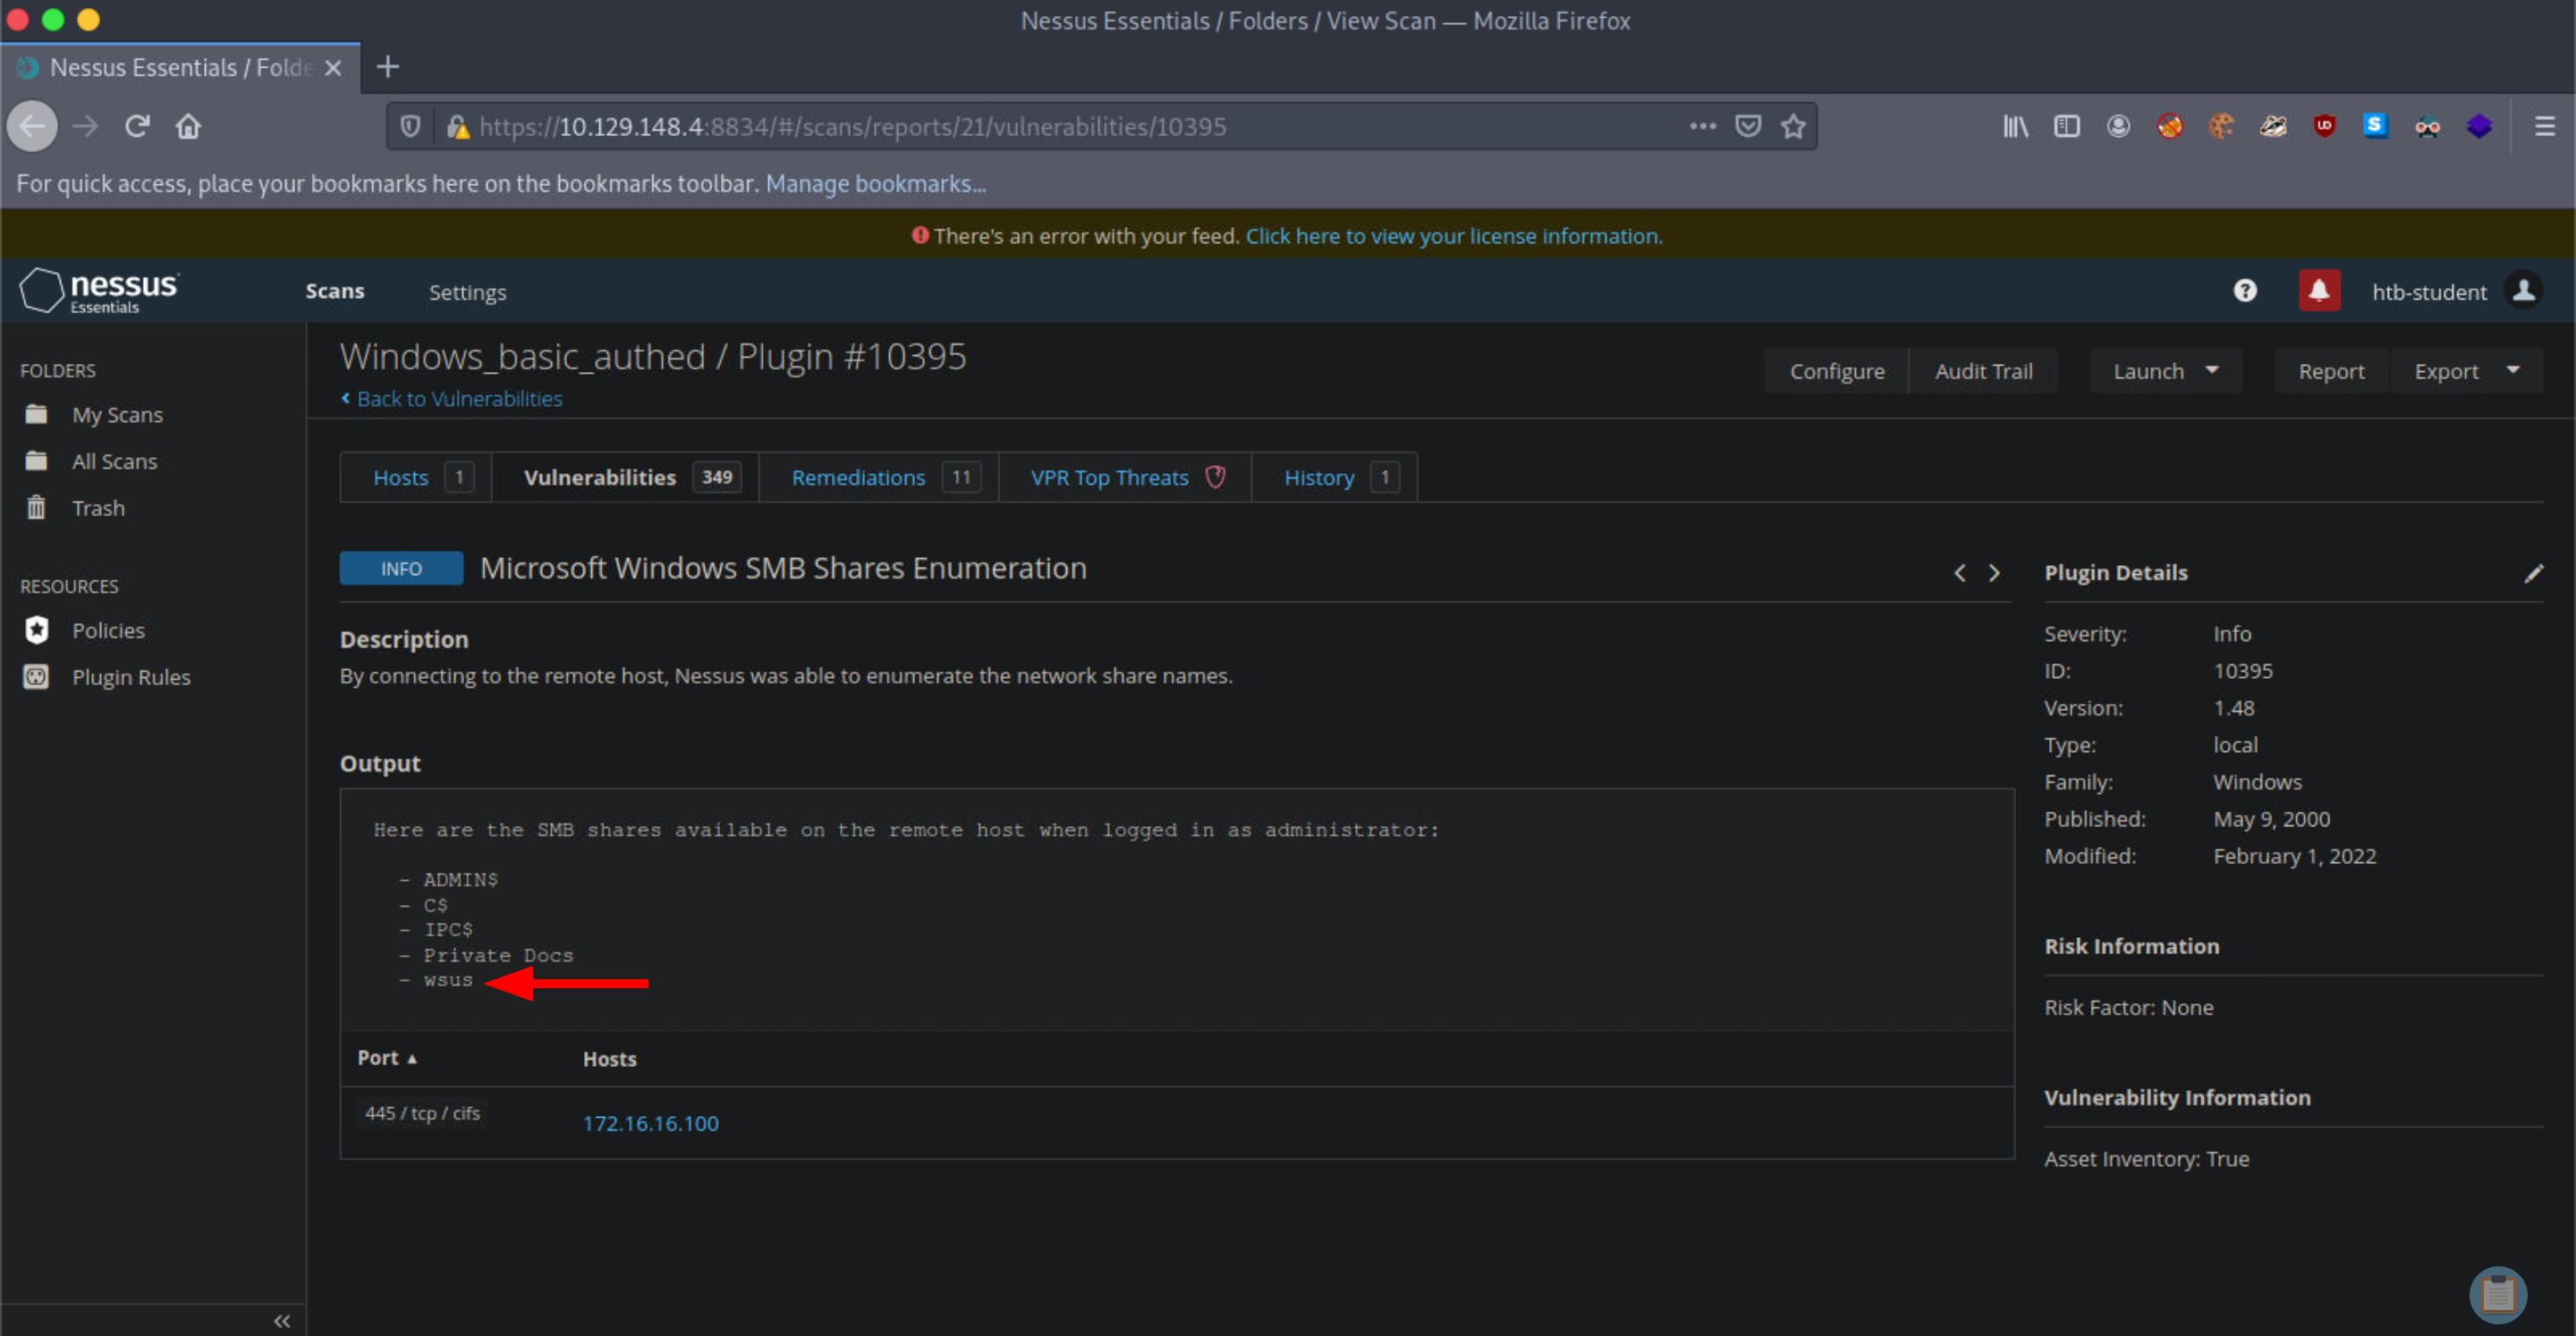 Nessus Essentials / Folders / View Scan — Mozilla Firefox
Nessus Essentials / Folde
https://10.129.148.4:8834/#/scans/reports/21/vulnerabilities/10395
For quick access, place your bookmarks here on the bookmarks toolbar. Manage bookmarks...
There's an error with your feed. Click here to view your license information.
nessus
Essentials
Scans
Settings
htb-student
FOLDERS
My Scans
All Scans
Trash
RESOURCES
Policies
Plugin Rules
Windows_basic_authed / Plugin #10395
Back to Vulnerabilities
Configure
Audit Trail
Launch
Report
Export
Hosts 1
Vulnerabilities 349
Remediations 11
VPR Top Threats
History 1
INFO
Microsoft Windows SMB Shares Enumeration
Description
By connecting to the remote host, Nessus was able to enumerate the network share names.
Output
Here are the SMB shares available on the remote host when logged in as administrator:
- ADMIN$
- C$
- IPC$
- Private Docs
- wsus
Port Hosts
445 / tcp / cifs 172.16.16.100
Plugin Details
Severity: Info
ID: 10395
Version: 1.48
Type: local
Family: Windows
Published: May 9, 2000
Modified: February 1, 2022
Risk Information
Risk Factor: None
Vulnerability Information
Asset Inventory: True